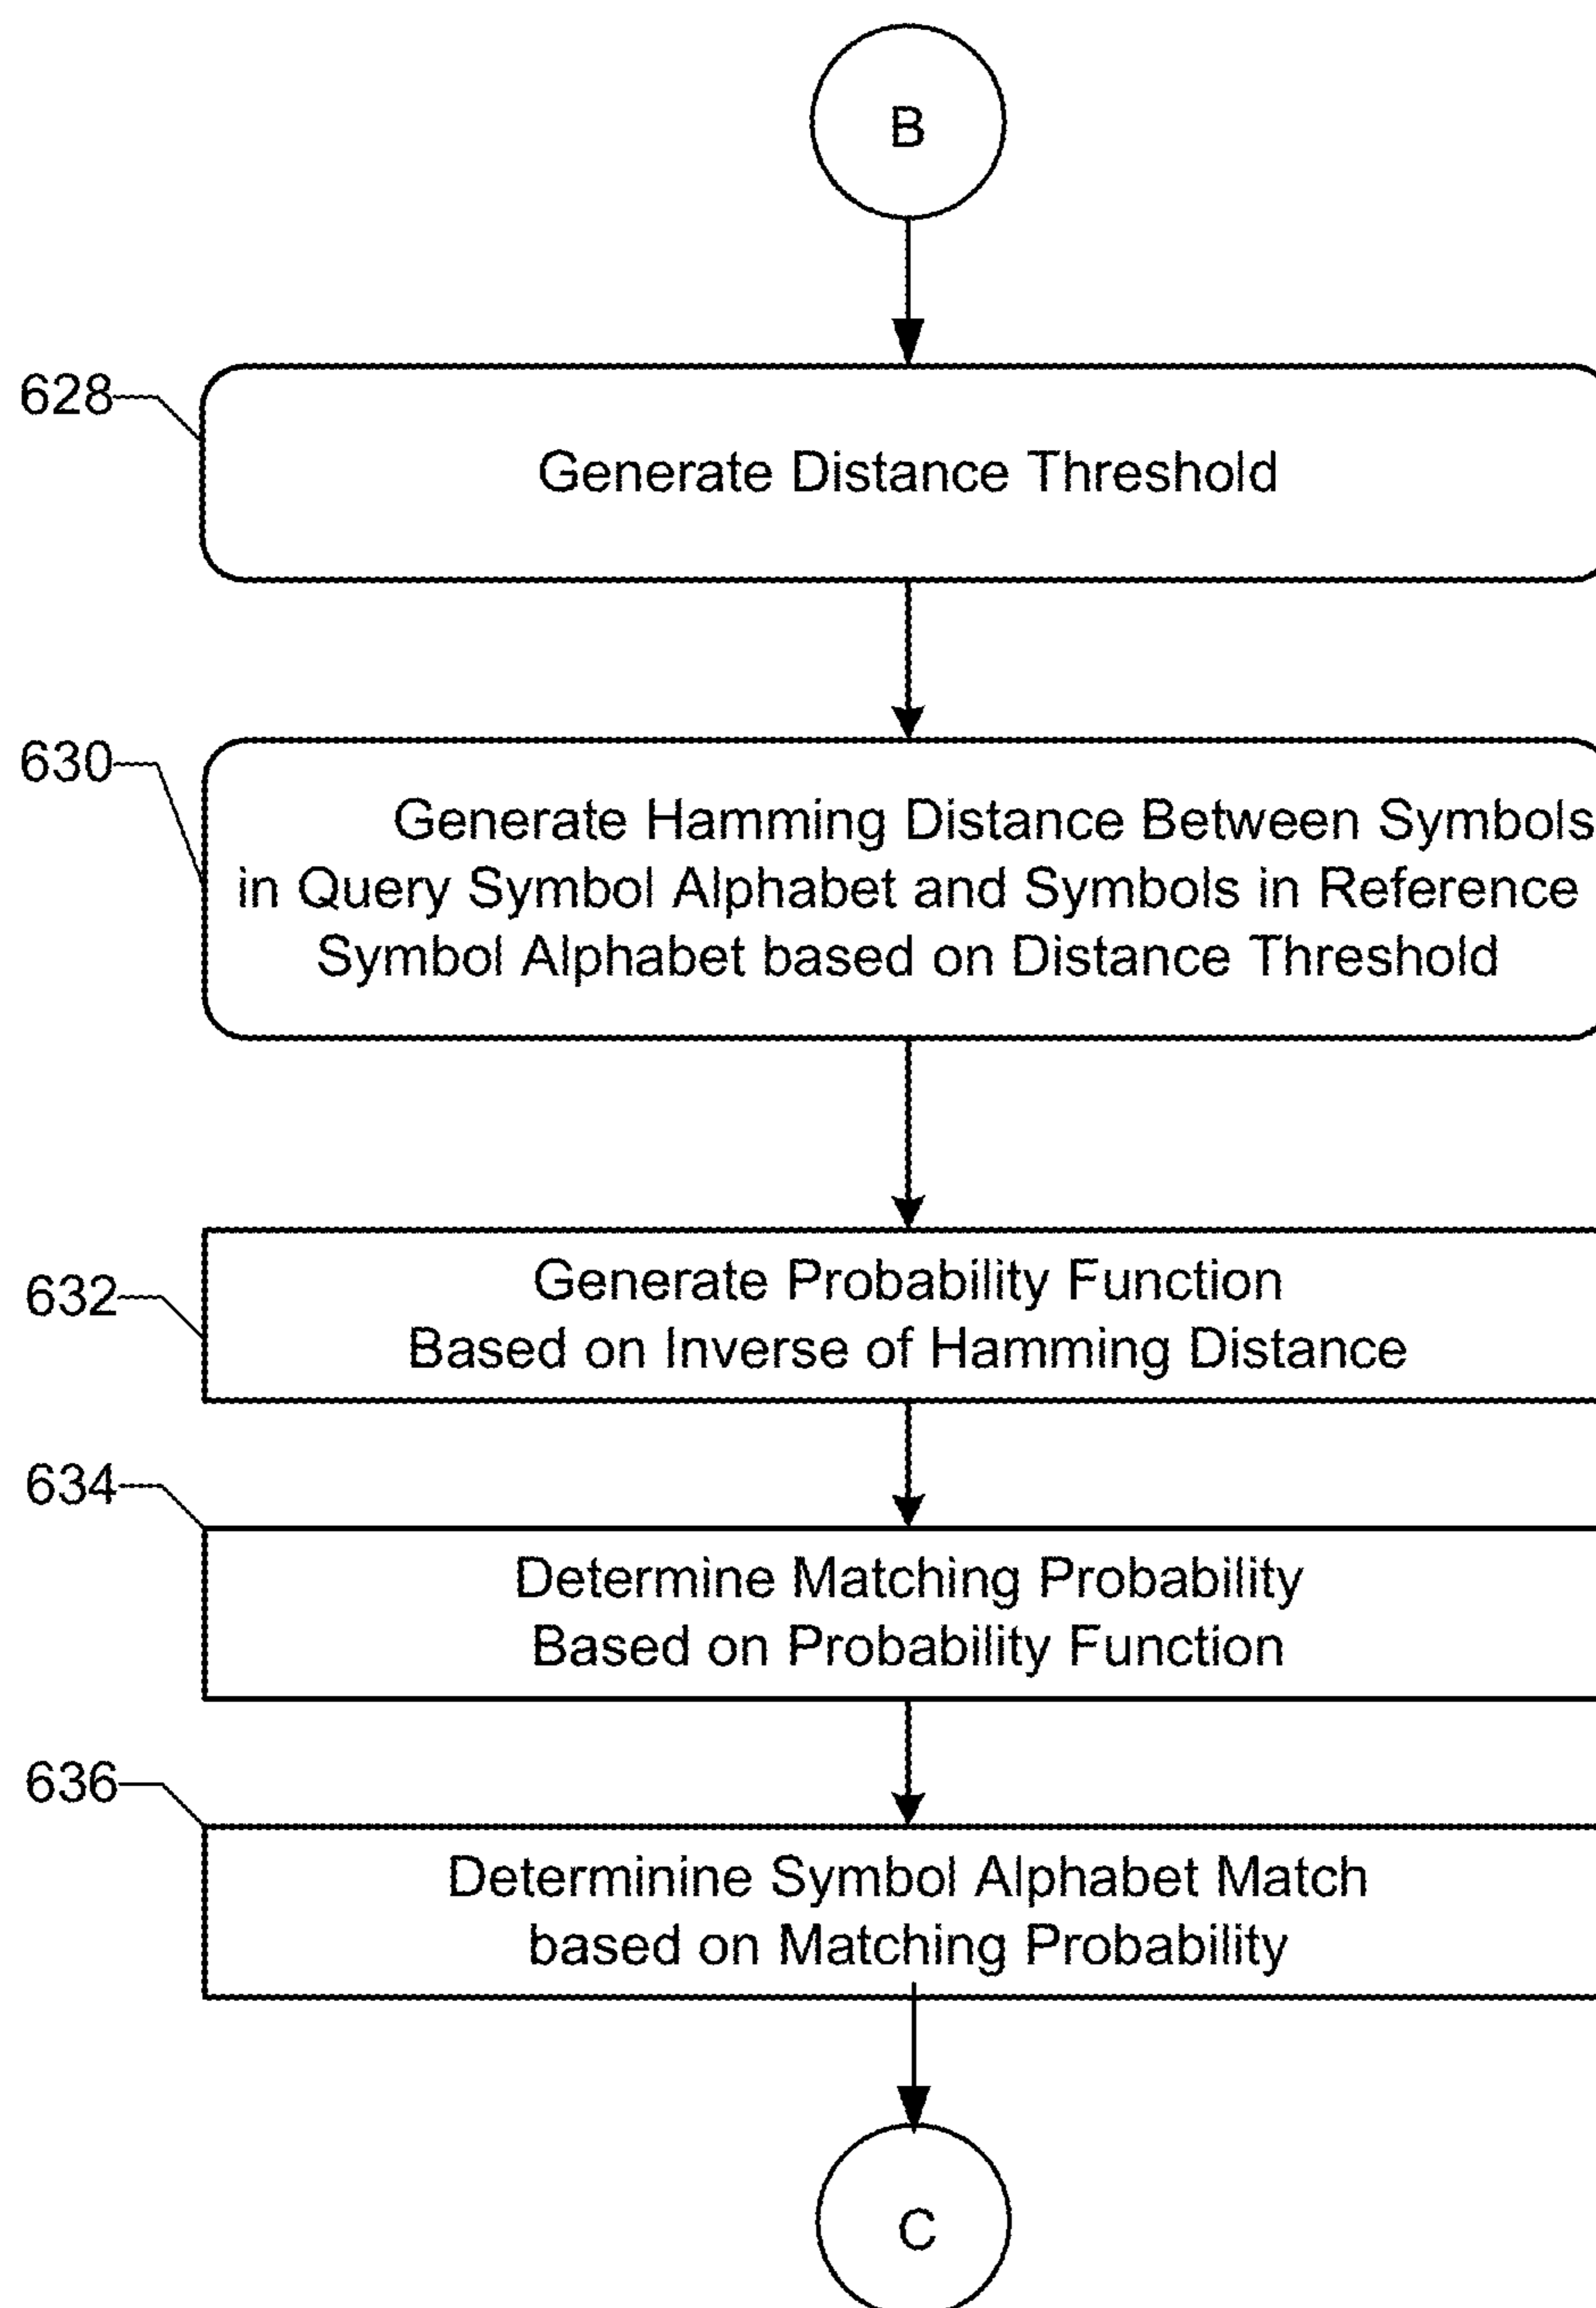 B
628
Generate Distance Threshold
630
Generate Hamming Distance Between Symbols
in Query Symbol Alphabet and Symbols in Reference
Symbol Alphabet based on Distance Threshold
632
Generate Probability Function
Based on Inverse of Hamming Distance
634
Determine Matching Probability
Based on Probability Function
636
Determinine Symbol Alphabet Match
based on Matching Probability
C